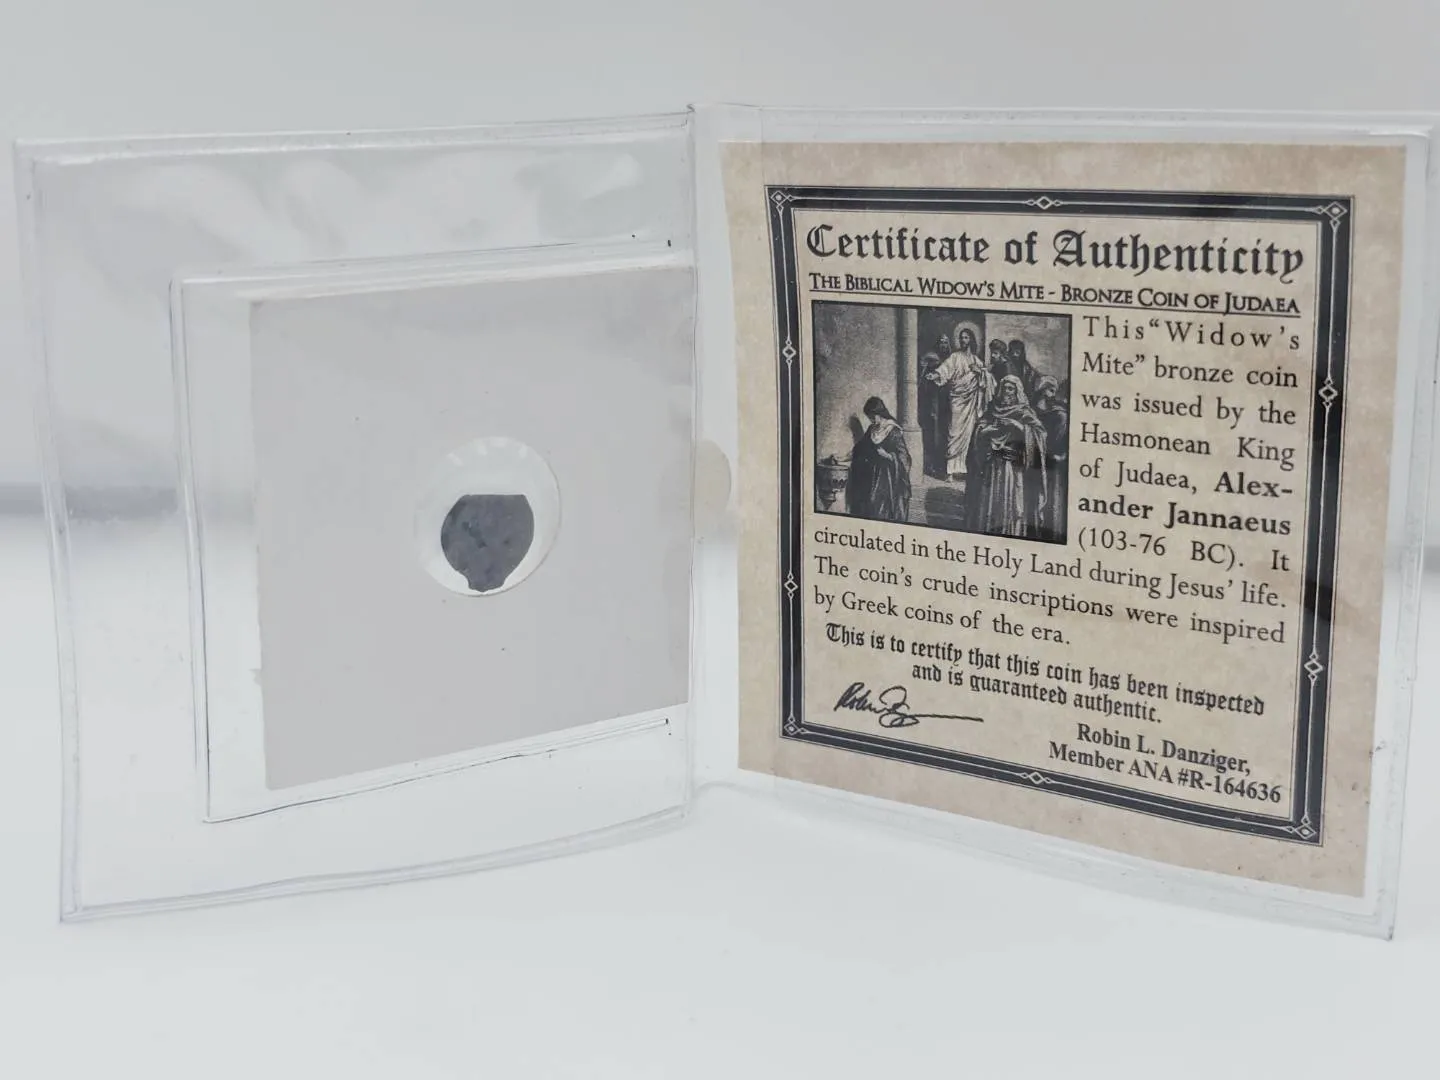 Certificate of Authenticity
The Biblical Widow's Mite - Bronze Coin of Judaea
This "Widow's
Mite" bronze coin
was issued by the
Hasmonean King
of Judaea, Alex-
ander Jannaeus
(103-76 BC). It
circulated in the Holy Land during Jesus' life.
The coin's crude inscriptions were inspired
by Greek coins of the era.
This is to certify that this coin has been inspected
and is guaranteed authentic.
Robin L. Danziger,
Member ANA #R-164636